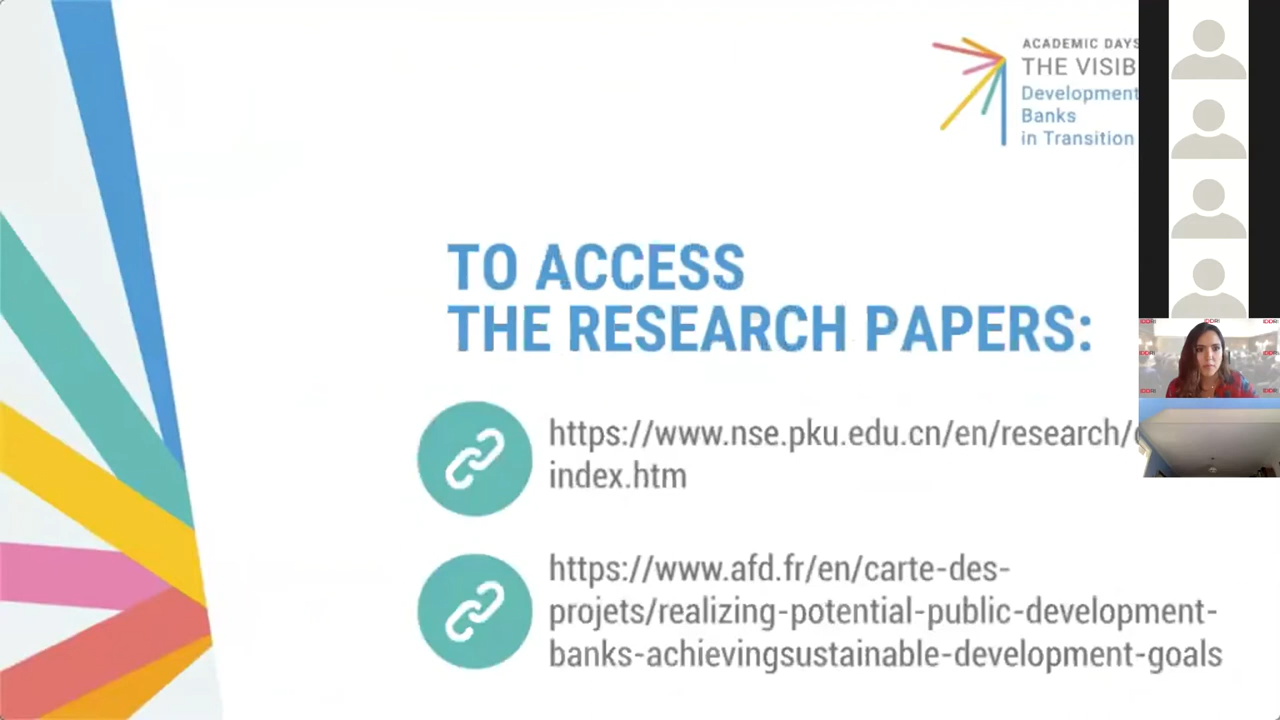 ACADEMIC DAYS
THE VISIB
Development
Banks
in Transition
TO ACCESS
THE RESEARCH PAPERS:
https://www.nse.pku.edu.cn/en/research/
index.htm
https://www.afd.fr/en/carte-des-
projets/realizing-potential-public-development-
banks-achievingsustainable-development-goals
IDDRI